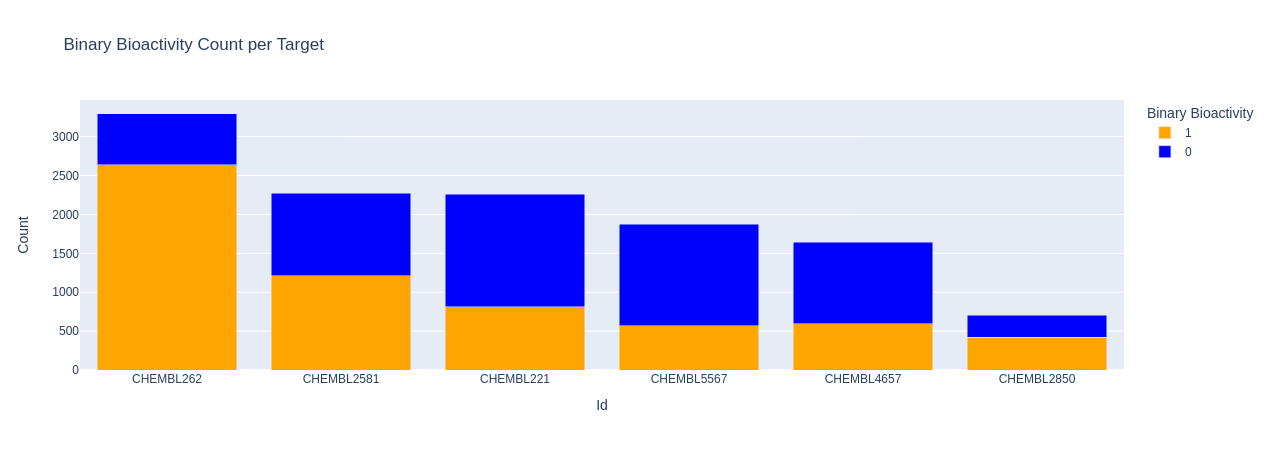 Binary Bioactivity Count per Target
Binary Bioactivity
1
0
3000
2500
2000
1500
1000
500
0
Count
CHEMBL262 CHEMBL2581 CHEMBL221 CHEMBL5567 CHEMBL4657 CHEMBL2850
Id